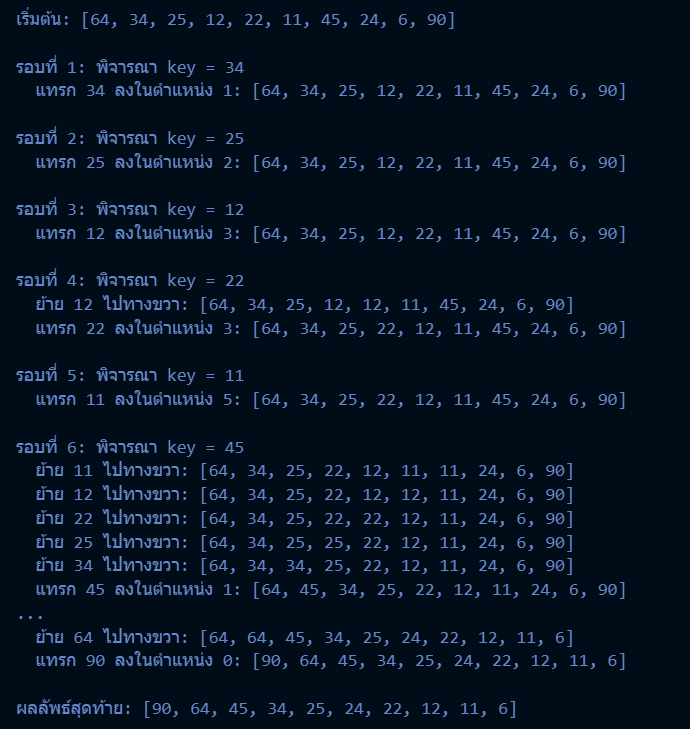 เริ่มต้น: [64, 34, 25, 12, 22, 11, 45, 24, 6, 90]
รอบที่ 1: พิจารณา key = 34
แทรก 34 ลงในตำแหน่ง 1: [64, 34, 25, 12, 22, 11, 45, 24, 6, 90]
รอบที่ 2: พิจารณา key = 25
แทรก 25 ลงในตำแหน่ง 2: [64, 34, 25, 12, 22, 11, 45, 24, 6, 90]
รอบที่ 3: พิจารณา key = 12
แทรก 12 ลงในตำแหน่ง 3: [64, 34, 25, 12, 22, 11, 45, 24, 6, 90]
รอบที่ 4: พิจารณา key = 22
ย้าย 12 ไปทางขวา: [64, 34, 25, 12, 12, 11, 45, 24, 6, 90]
แทรก 22 ลงในตำแหน่ง 3: [64, 34, 25, 22, 12, 11, 45, 24, 6, 90]
รอบที่ 5: พิจารณา key = 11
แทรก 11 ลงในตำแหน่ง 5: [64, 34, 25, 22, 12, 11, 45, 24, 6, 90]
รอบที่ 6: พิจารณา key = 45
ย้าย 11 ไปทางขวา: [64, 34, 25, 22, 12, 11, 11, 24, 6, 90]
ย้าย 12 ไปทางขวา: [64, 34, 25, 22, 12, 12, 11, 24, 6, 90]
ย้าย 22 ไปทางขวา: [64, 34, 25, 22, 22, 12, 11, 24, 6, 90]
ย้าย 25 ไปทางขวา: [64, 34, 25, 25, 22, 12, 11, 24, 6, 90]
ย้าย 34 ไปทางขวา: [64, 34, 34, 25, 22, 12, 11, 24, 6, 90]
แทรก 45 ลงในตำแหน่ง 1: [64, 45, 34, 25, 22, 12, 11, 24, 6, 90]
...
ย้าย 64 ไปทางขวา: [64, 64, 45, 34, 25, 24, 22, 12, 11, 6]
แทรก 90 ลงในตำแหน่ง 0: [90, 64, 45, 34, 25, 24, 22, 12, 11, 6]
ผลลัพธ์สุดท้าย: [90, 64, 45, 34, 25, 24, 22, 12, 11, 6]